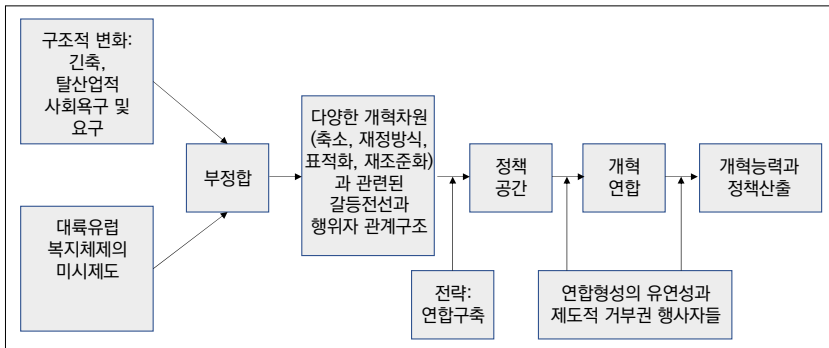 구조적 변화:
긴축,
탈산업적
사회욕구 및
요구
대륙유럽
복지체제의
미시제도
부정합
다양한 개혁차원
(축소, 재정방식,
표적화, 재조준화)
과 관련된
갈등전선과
행위자 관계구조
정책
공간
개혁
연합
개혁능력과
정책산출
전략:
연합구축
연합형성의 유연성과
제도적 거부권 행사자들